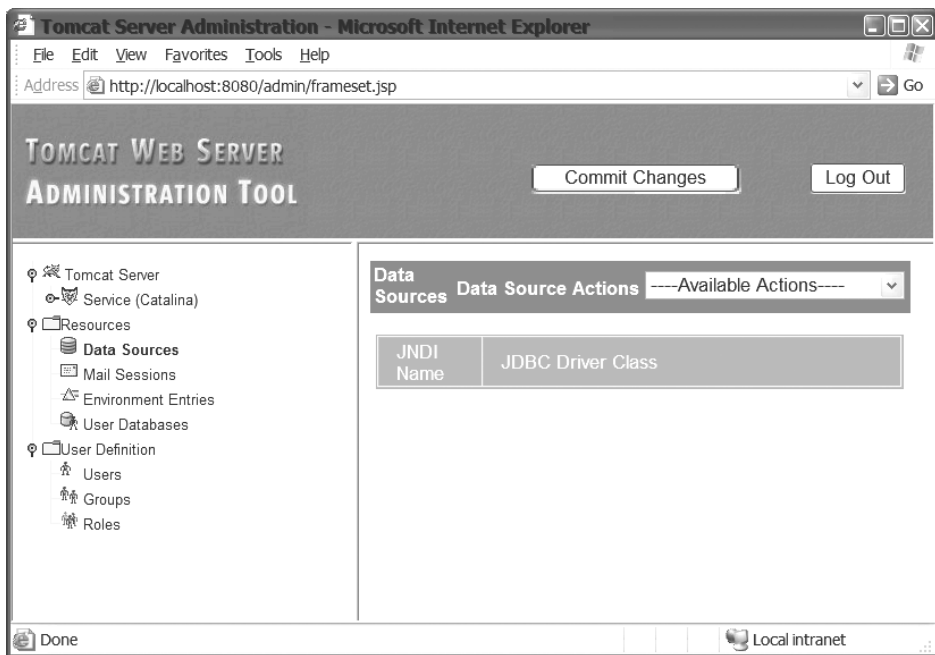 Tomcat Server Administration - Microsoft Internet Explorer
File Edit View Favorites Tools Help
Address http://localhost:8080/admin/frameset.jsp Go
TOMCAT WEB SERVER
ADMINISTRATION TOOL
Commit Changes
Log Out
Tomcat Server
Service (Catalina)
Resources
Data Sources
Mail Sessions
Environment Entries
User Databases
User Definition
Users
Groups
Roles
Data
Sources
Data Source Actions ----Available Actions----
JNDI
Name
JDBC Driver Class
Done
Local intranet